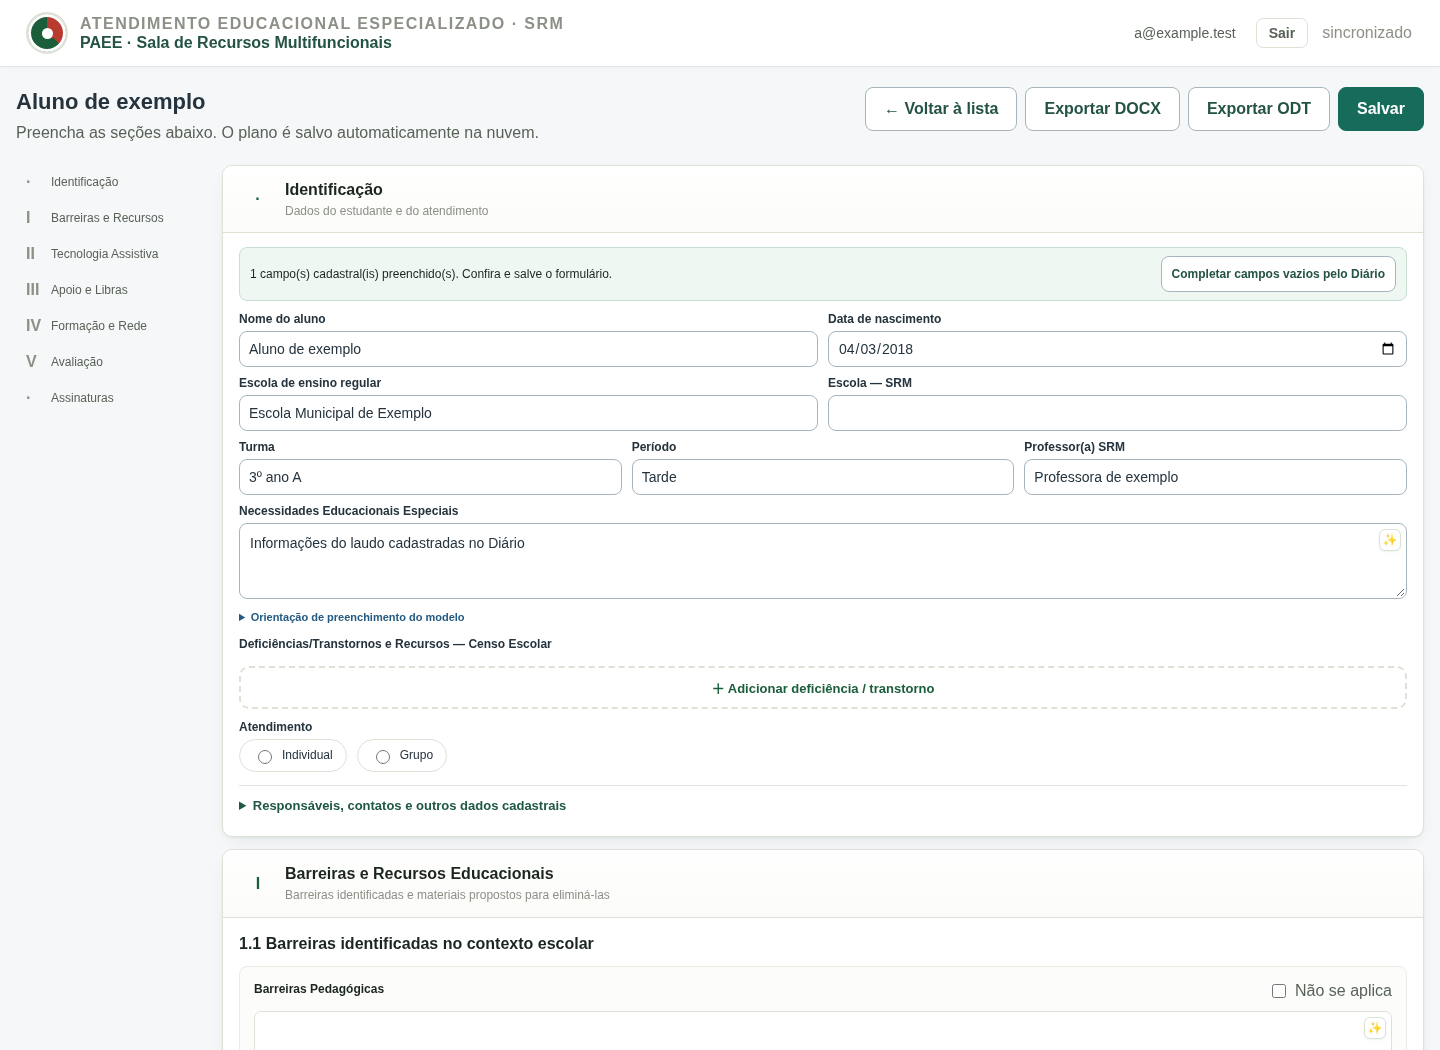 ATENDIMENTO EDUCACIONAL ESPECIALIZADO · SRM
PAEE · Sala de Recursos Multifuncionais
a@example.test
Sair
sincronizado
Aluno de exemplo
Preencha as seções abaixo. O plano é salvo automaticamente na nuvem.
← Voltar à lista
Exportar DOCX
Exportar ODT
Salvar
· Identificação
I Barreiras e Recursos
II Tecnologia Assistiva
III Apoio e Libras
IV Formação e Rede
V Avaliação
· Assinaturas
· Identificação
Dados do estudante e do atendimento
1 campo(s) cadastral(is) preenchido(s). Confira e salve o formulário.
Completar campos vazios pelo Diário
Nome do aluno
Aluno de exemplo
Data de nascimento
04/03/2018
Escola de ensino regular
Escola Municipal de Exemplo
Escola — SRM
Turma
3º ano A
Período
Tarde
Professor(a) SRM
Professora de exemplo
Necessidades Educacionais Especiais
Informações do laudo cadastradas no Diário
▶ Orientação de preenchimento do modelo
Deficiências/Transtornos e Recursos — Censo Escolar
+ Adicionar deficiência / transtorno
Atendimento
Individual
Grupo
▶ Responsáveis, contatos e outros dados cadastrais
I Barreiras e Recursos Educacionais
Barreiras identificadas e materiais propostos para eliminá-las
1.1 Barreiras identificadas no contexto escolar
Barreiras Pedagógicas
Não se aplica